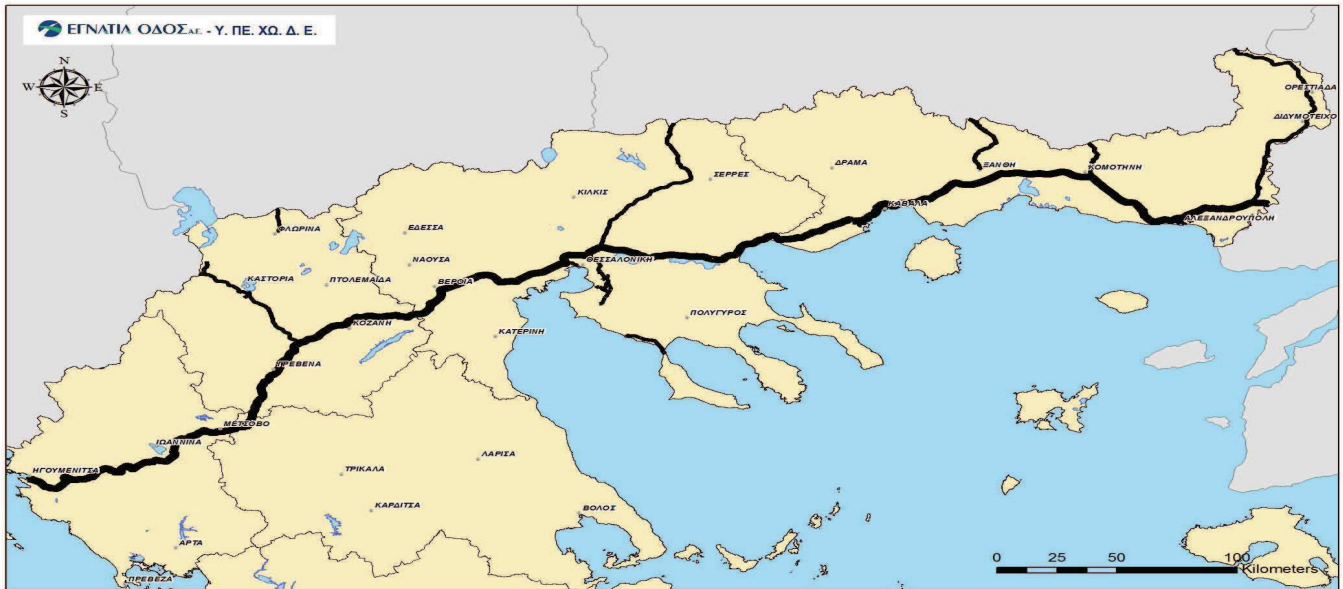 ΕΓΝΑΤΙΑ ΟΔΟΣ Α.Ε. - Υ. ΠΕ. ΧΩ. Δ. Ε.
N
W E
S
ΟΡΕΣΤΙΑΔΑ
ΔΙΔΥΜΟΤΕΙΧΟ
ΔΡΑΜΑ
ΞΑΝΘΗ
ΚΟΜΟΤΗΝΗ
ΣΕΡΡΕΣ
ΚΙΛΚΙΣ
ΚΑΒΑΛΑ
ΑΛΕΞΑΝΔΡΟΥΠΟΛΗ
ΦΛΩΡΙΝΑ
ΕΔΕΣΣΑ
ΝΑΟΥΣΑ
ΘΕΣΣΑΛΟΝΙΚΗ
ΚΑΣΤΟΡΙΑ
ΠΤΟΛΕΜΑΙΔΑ
ΒΕΡΟΙΑ
ΠΟΛΥΓΥΡΟΣ
ΚΟΖΑΝΗ
ΚΑΤΕΡΙΝΗ
ΓΡΕΒΕΝΑ
ΜΕΤΣΟΒΟ
ΙΩΑΝΝΙΝΑ
ΛΑΡΙΣΑ
ΗΓΟΥΜΕΝΙΤΣΑ
ΤΡΙΚΑΛΑ
ΚΑΡΔΙΤΣΑ
ΒΟΛΟΣ
ΑΡΤΑ
ΠΡΕΒΕΖΑ
0 25 50 100
Kilometers